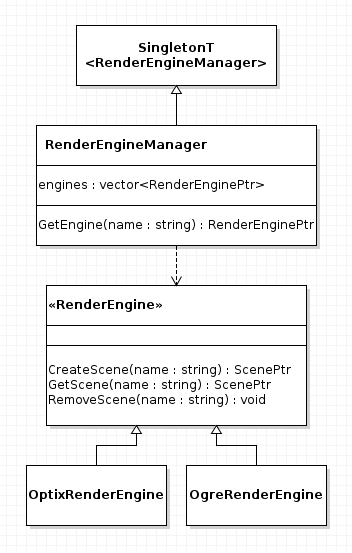 SingletonT
<RenderEngineManager>
RenderEngineManager
engines : vector<RenderEnginePtr>
GetEngine(name : string) : RenderEnginePtr
«RenderEngine»
CreateScene(name : string) : ScenePtr
GetScene(name : string) : ScenePtr
RemoveScene(name : string) : void
OptixRenderEngine
OgreRenderEngine